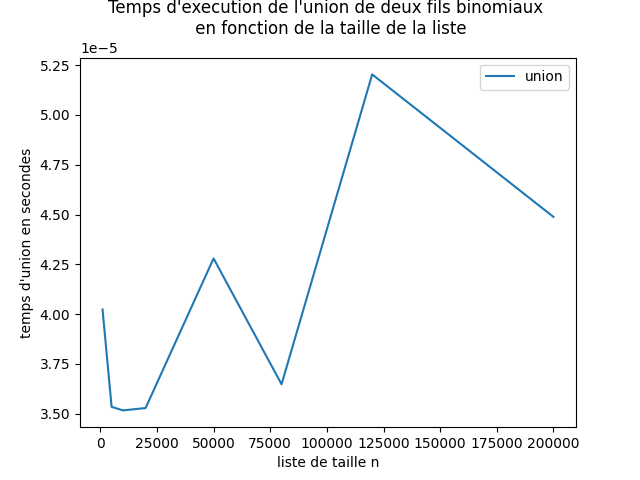 Temps d'execution de l'union de deux fils binomiaux
en fonction de la taille de la liste
1e−5
5.25
5.00
4.75
4.50
4.25
4.00
3.75
3.50
temps d'union en secondes
union
0 25000 50000 75000 100000 125000 150000 175000 200000
liste de taille n